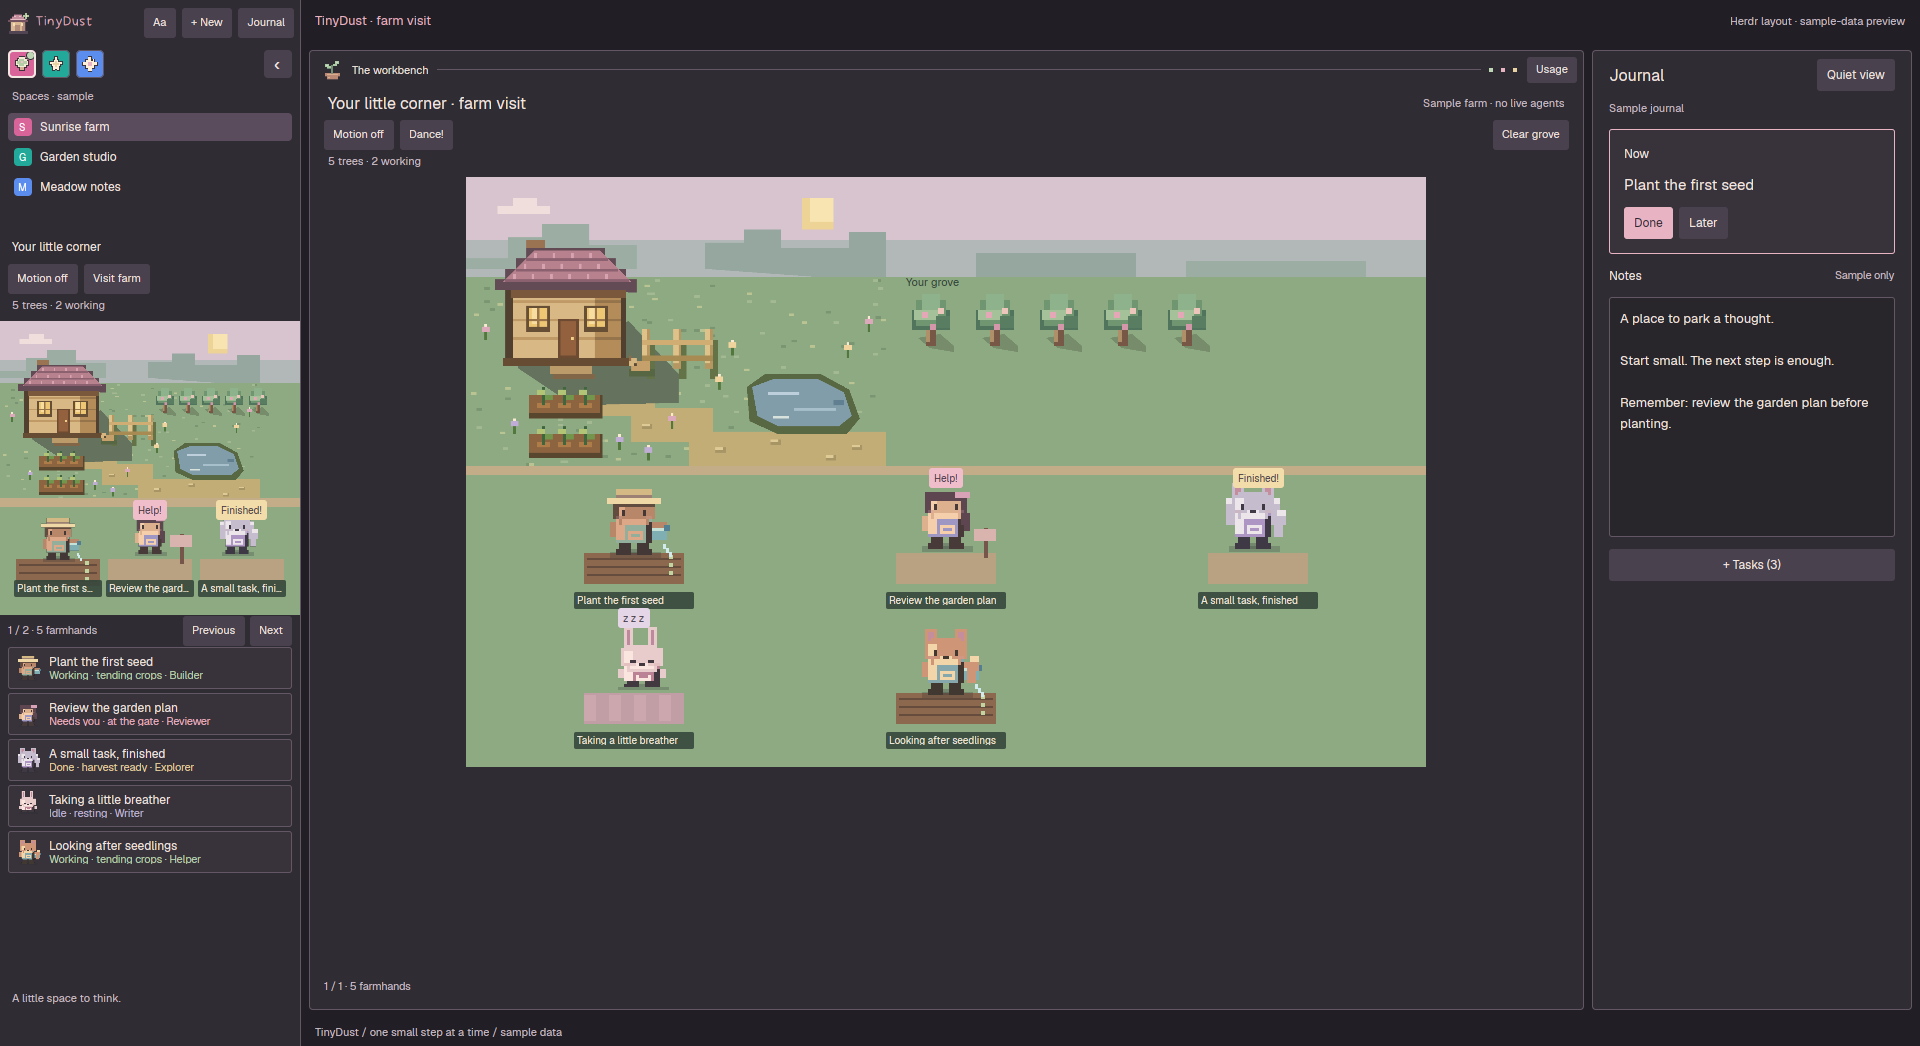 TinyDust
Aa
+ New
Journal
Spaces · sample
S Sunrise farm
G Garden studio
M Meadow notes
Your little corner
Motion off
Visit farm
5 trees · 2 working
Help!
Finished!
Plant the first s...
Review the gard...
A small task, fini...
1 / 2 · 5 farmhands
Previous
Next
Plant the first seed
Working · tending crops · Builder
Review the garden plan
Needs you · at the gate · Reviewer
A small task, finished
Done · harvest ready · Explorer
Taking a little breather
Idle · resting · Writer
Looking after seedlings
Working · tending crops · Helper
A little space to think.
TinyDust · farm visit
Herdr layout · sample-data preview
The workbench
Usage
Your little corner · farm visit
Sample farm · no live agents
Motion off
Dance!
Clear grove
5 trees · 2 working
Your grove
Help!
Finished!
Plant the first seed
Review the garden plan
A small task, finished
z z z
Taking a little breather
Looking after seedlings
1 / 1 · 5 farmhands
TinyDust / one small step at a time / sample data
Journal
Quiet view
Sample journal
Now
Plant the first seed
Done
Later
Notes
Sample only
A place to park a thought.
Start small. The next step is enough.
Remember: review the garden plan before
planting.
+ Tasks (3)